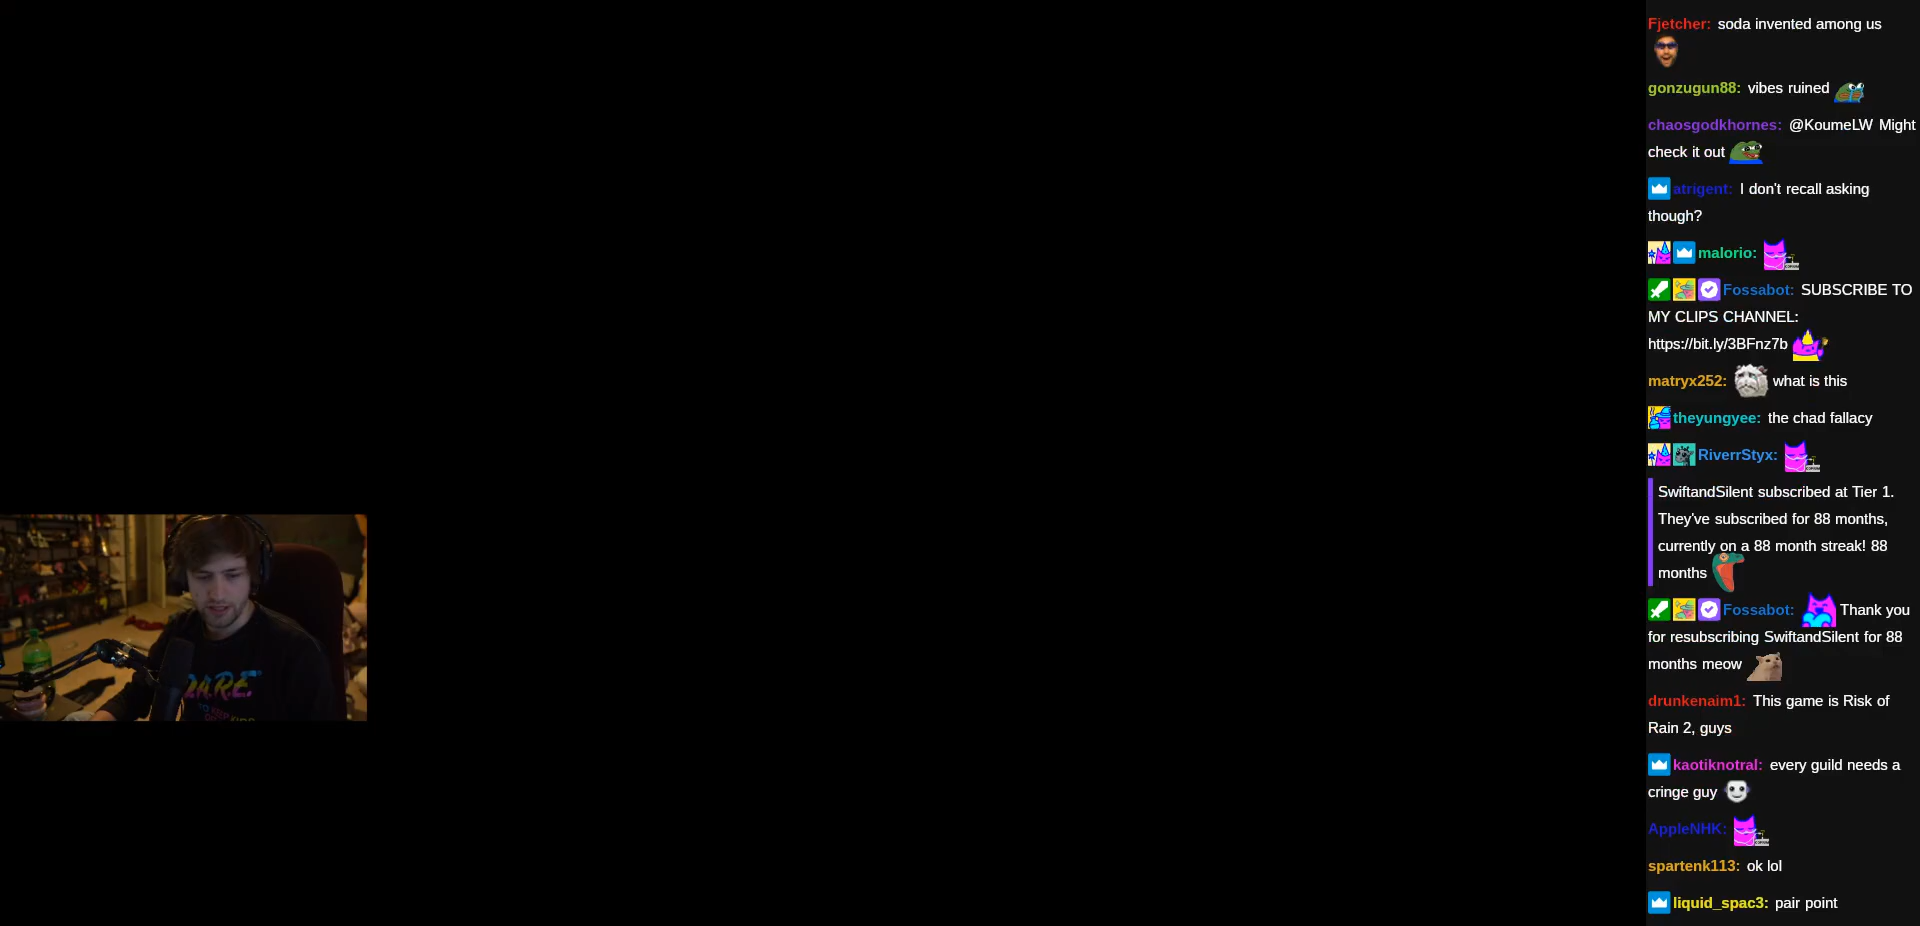 Fjetcher: soda invented among us
gonzugun88: vibes ruined
chaosgodkhornes: @KoumeLW Might
check it out
atrigent: I don't recall asking
though?
malorio:
Fossabot: SUBSCRIBE TO
MY CLIPS CHANNEL:
https://bit.ly/3BFnz7b
matryx252: what is this
theyungyee: the chad fallacy
RiverrStyx:
SwiftandSilent subscribed at Tier 1.
They've subscribed for 88 months,
currently on a 88 month streak! 88
months
Fossabot: Thank you
for resubscribing SwiftandSilent for 88
months meow
drunkenaim1: This game is Risk of
Rain 2, guys
kaotiknotral: every guild needs a
cringe guy
AppleNHK:
spartenk113: ok lol
liquid_spac3: pair point
D.A.R.E.
TO KEEP KIDS